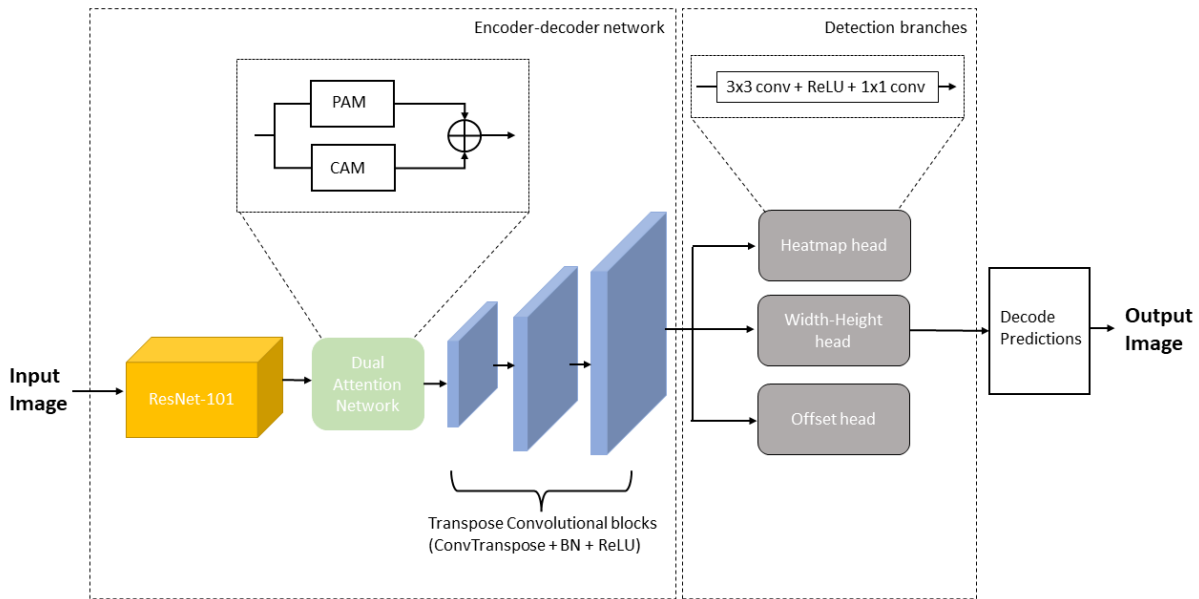 Encoder-decoder network
Detection branches
PAM
CAM
3x3 conv + ReLU + 1x1 conv
Heatmap head
Width-Height
head
Offset head
Input
Image
ResNet-101
Dual
Attention
Network
Decode
Predictions
Output
Image
Transpose Convolutional blocks
(ConvTranspose + BN + ReLU)